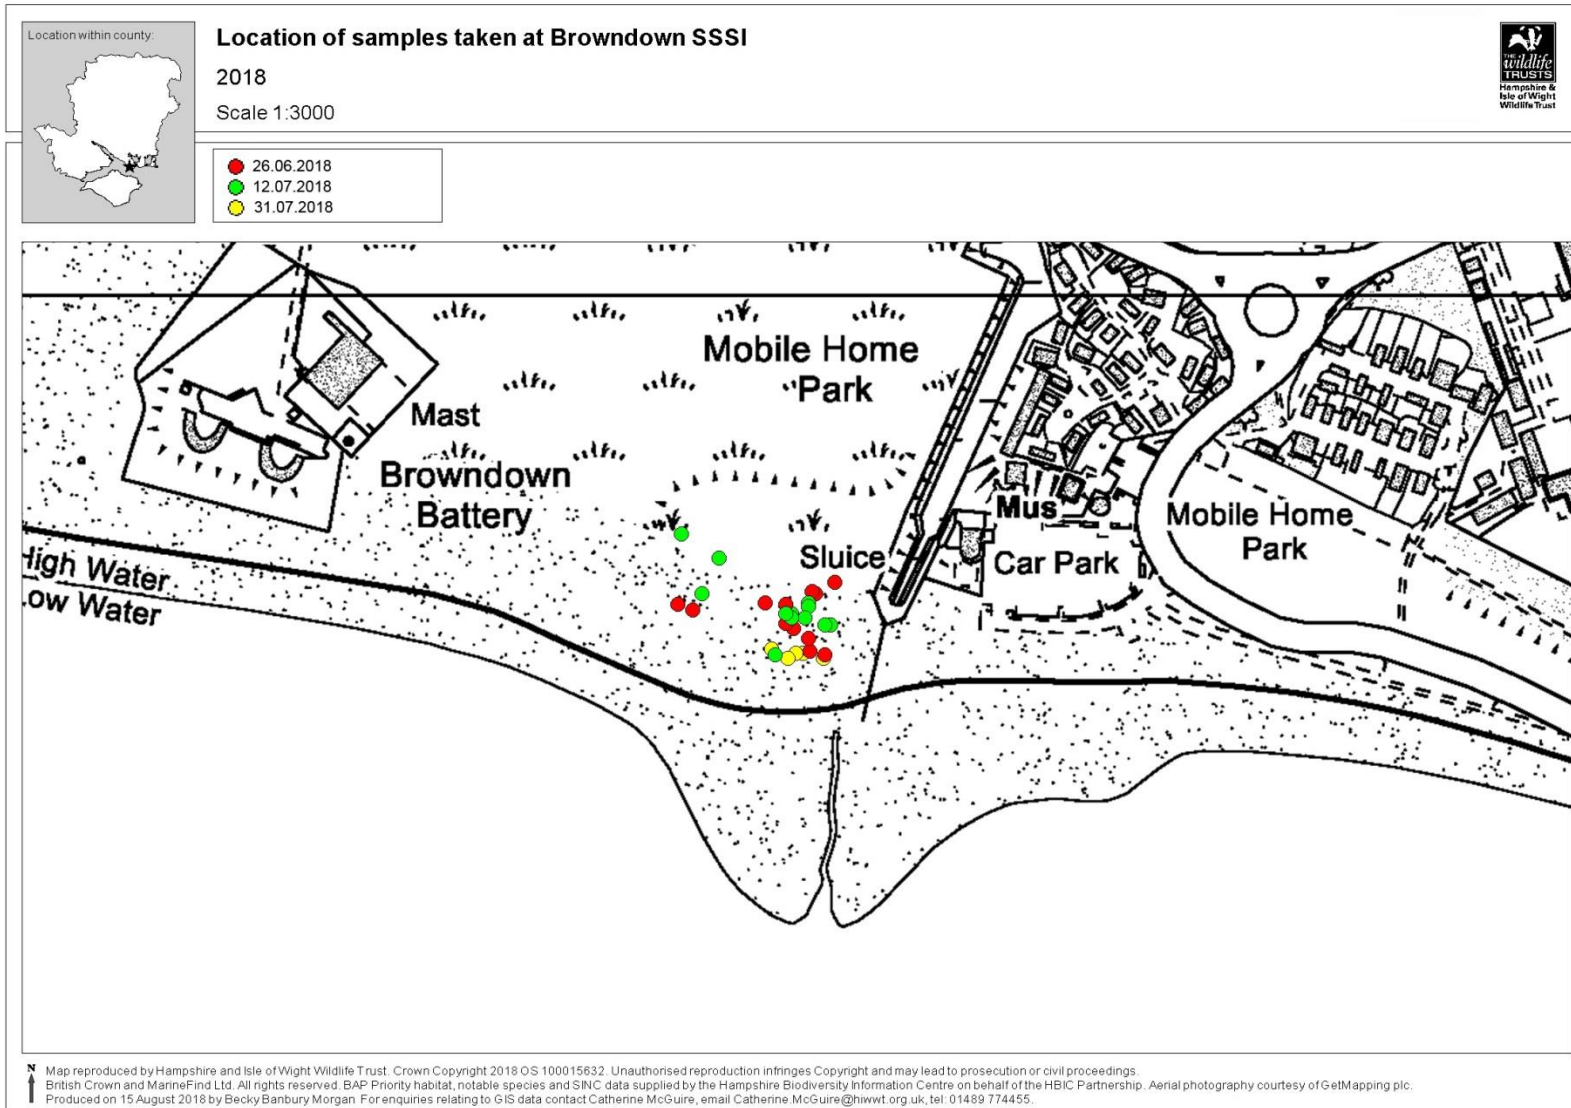 Location within county:
Location of samples taken at Browndown SSSI
2018
Scale 1:3000
THE
wildlife
TRUSTS
Hampshire &
Isle of Wight
Wildlife Trust
26.06.2018
12.07.2018
31.07.2018
Mobile Home
Park
Mast
Browndown
Battery
Mus
Sluice
Car Park
Mobile Home
Park
High Water
Low Water
N
Map reproduced by Hampshire and Isle of Wight Wildlife Trust. Crown Copyright 2018 OS 100015632. Unauthorised reproduction infringes Copyright and may lead to prosecution or civil proceedings.
British Crown and MarineFind Ltd. All rights reserved. BAP Priority habitat, notable species and SINC data supplied by the Hampshire Biodiversity Information Centre on behalf of the HBIC Partnership. Aerial photography courtesy of GetMapping plc.
Produced on 15 August 2018 by Becky Banbury Morgan For enquiries relating to GIS data contact Catherine McGuire, email Catherine.McGuire@hiwwt.org.uk, tel: 01489 774455.